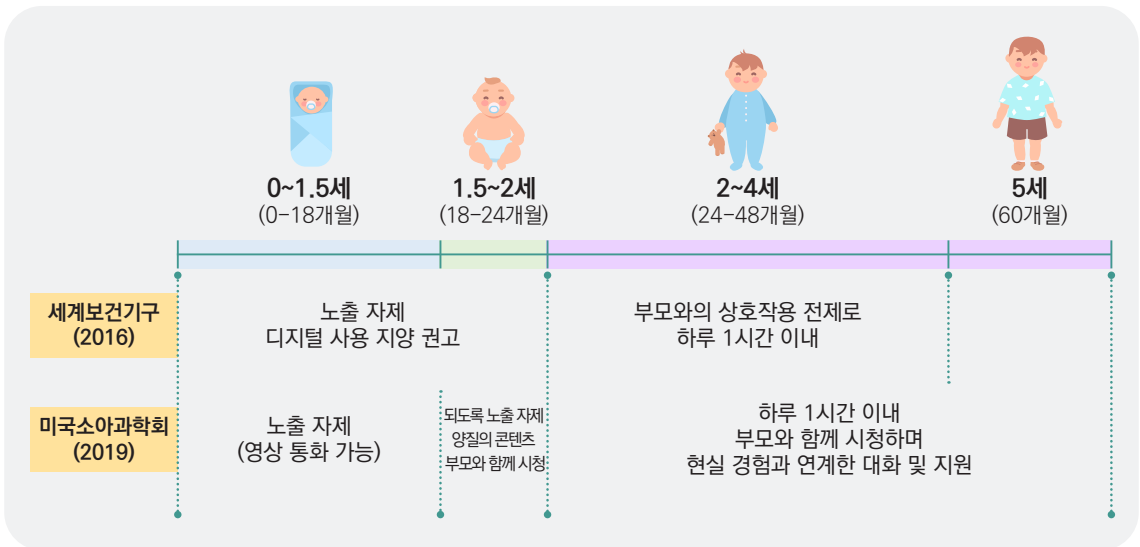 0~1.5세
(0-18개월)
1.5~2세
(18-24개월)
2~4세
(24-48개월)
5세
(60개월)
세계보건기구
(2016)
노출 자제
디지털 사용 지양 권고
부모와의 상호작용 전제로
하루 1시간 이내
미국소아과학회
(2019)
노출 자제
(영상 통화 가능)
되도록 노출 자제
양질의 콘텐츠
부모와 함께 시청
하루 1시간 이내
부모와 함께 시청하며
현실 경험과 연계한 대화 및 지원